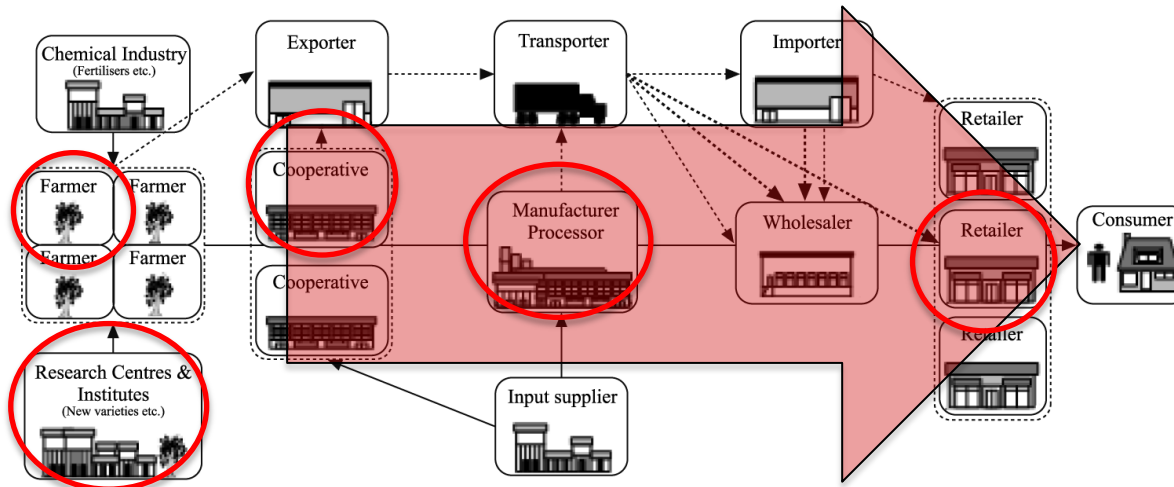 Chemical Industry
(Fertilisers etc.)
Exporter
Transporter
Importer
Farmer
Farmer
Farmer
Farmer
Cooperative
Cooperative
Manufacturer
Processor
Wholesaler
Retailer
Retailer
Retailer
Consumer
Research Centres &
Institutes
(New varieties etc.)
Input supplier